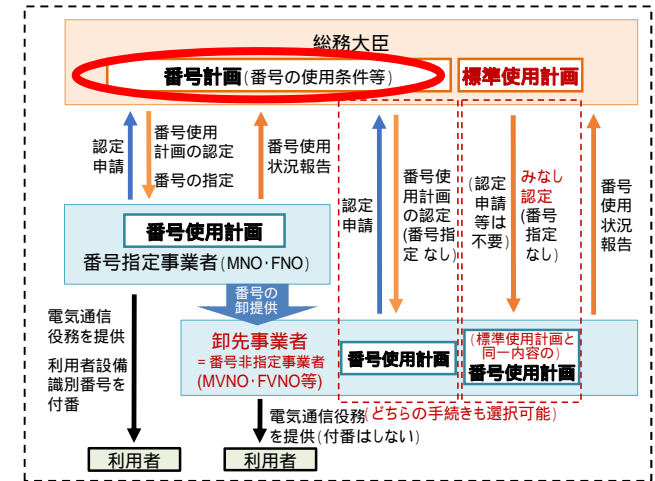 総務大臣
番号計画(番号の使用条件等)
標準使用計画
認定
申請
番号使用
計画の認定
番号の指定
番号使用
状況報告
認定
申請
番号使
用計画
の認定
(番号指
定 なし)
(認定
申請
等は
不要)
みなし
認定
(番号
指定
なし)
番号
使用
状況
報告
番号使用計画
番号指定事業者(MNO・FNO)
番号の
卸提供
電気通信
役務を提供
利用者設備
識別番号を
付番
卸先事業者
= 番号非指定事業者
(MVNO・FVNO等)
番号使用計画
(標準使用計画と
同一内容の)
番号使用計画
電気通信役務(どちらの手続きも選択可能)
を提供(付番はしない)
利用者
利用者